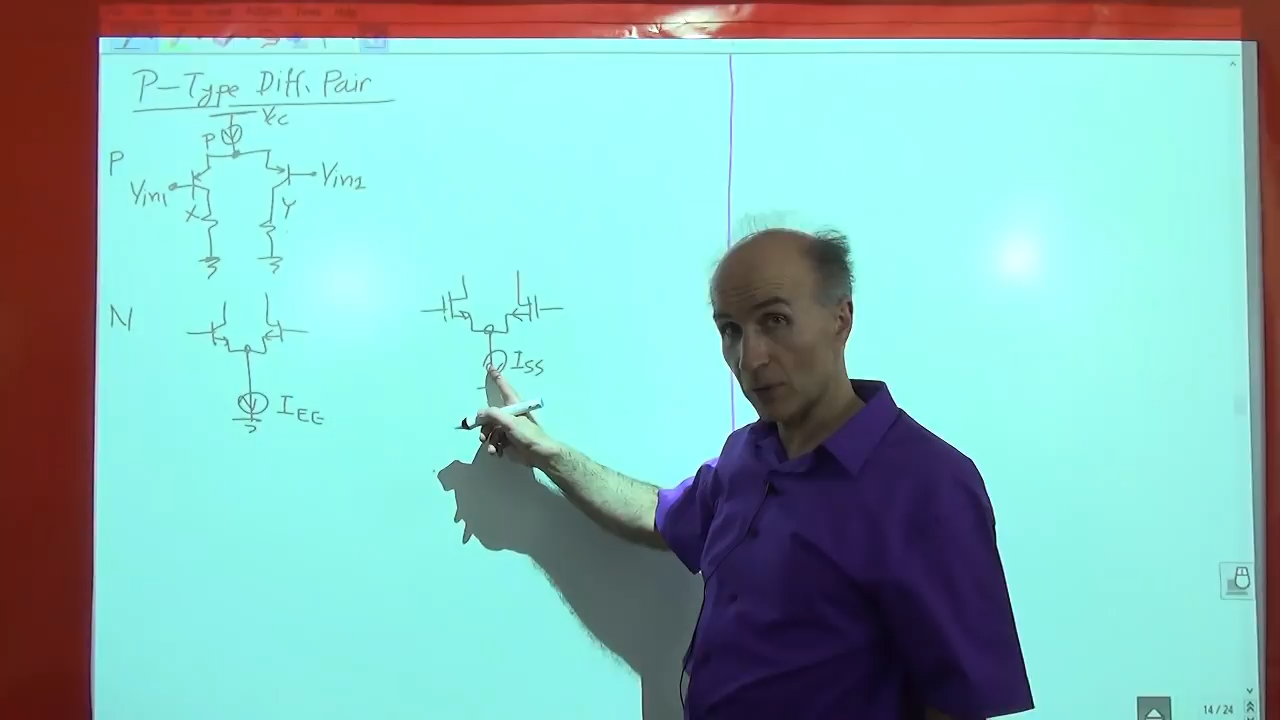 P-Type Diff. Pair
VCC
P
P
Vin1
Vin2
X
Y
N
ISS
IEE
14 / 24